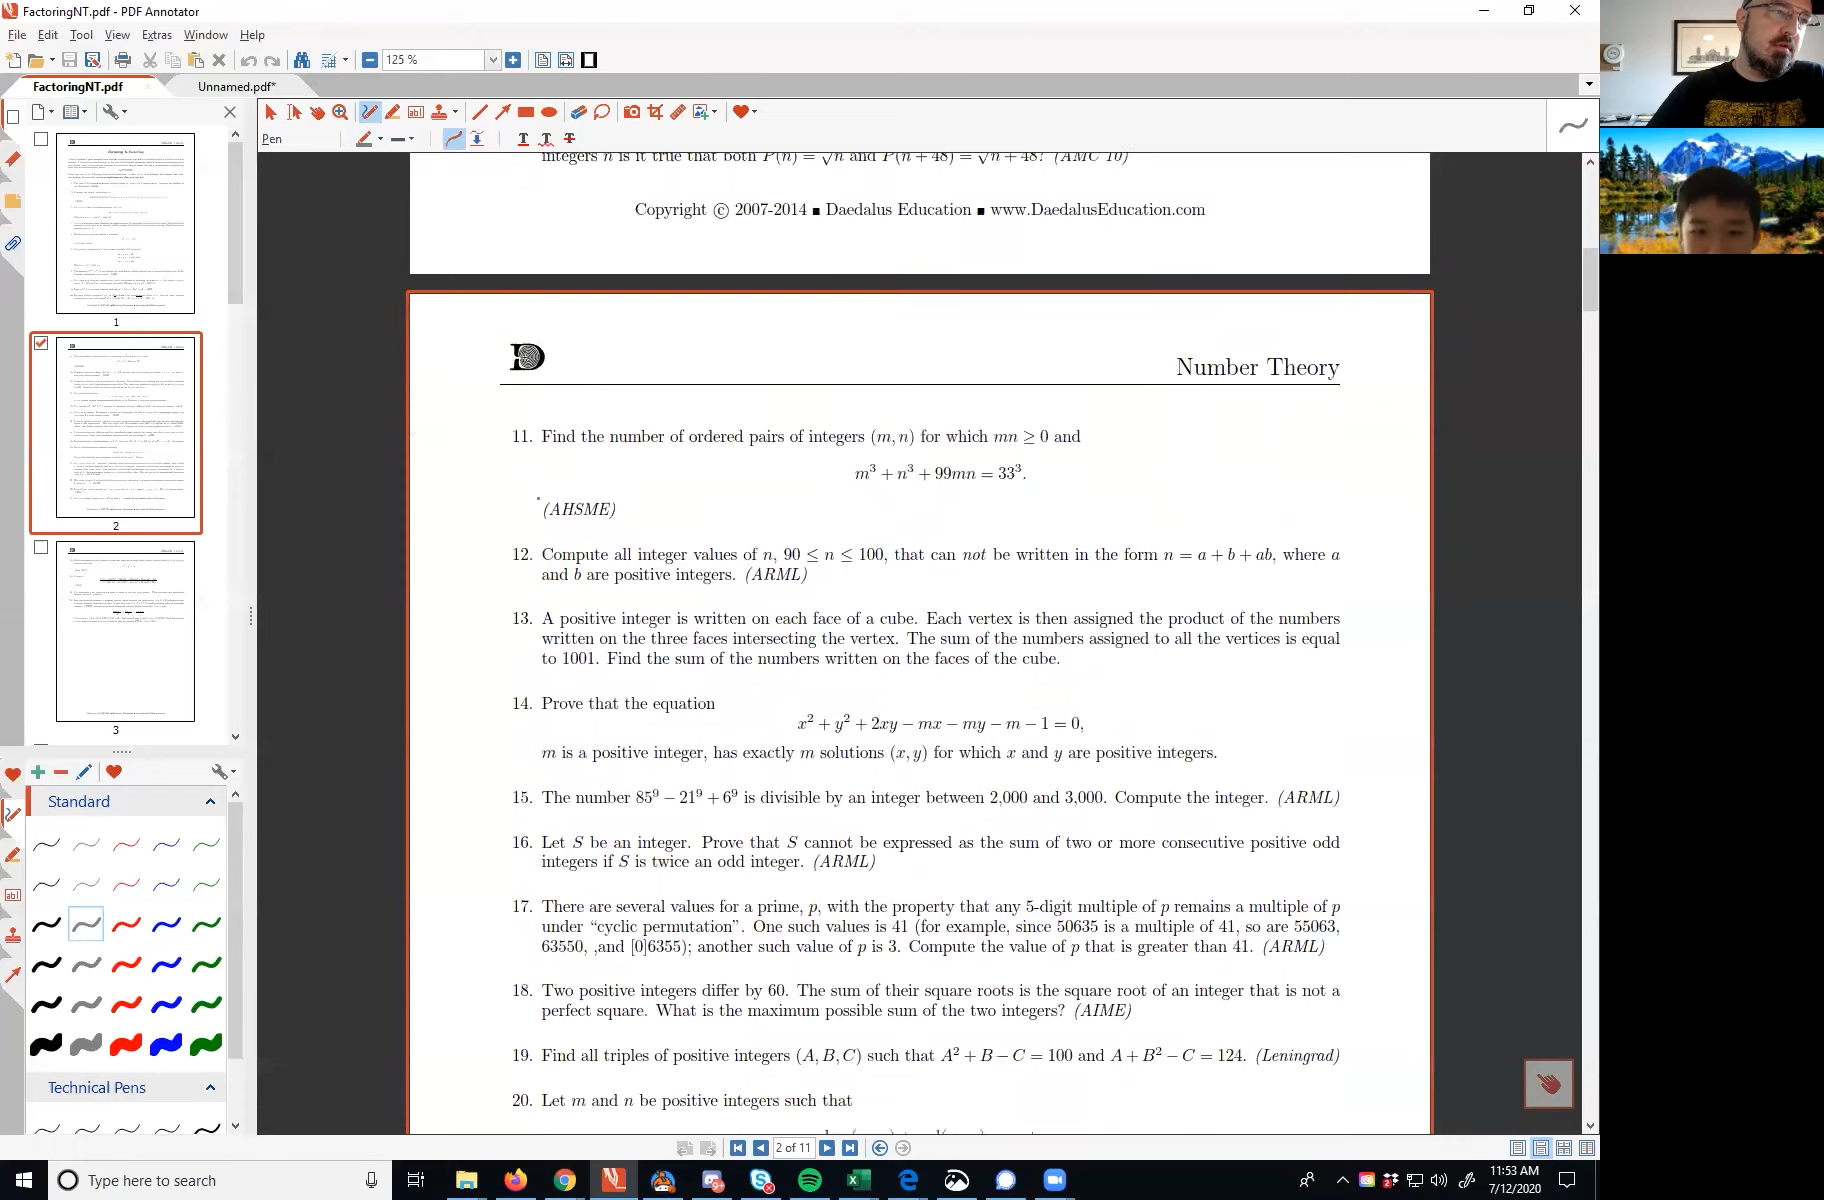 FactoringNT.pdf - PDF Annotator
File Edit Tool View Extras Window Help
125 %
FactoringNT.pdf
Unnamed.pdf*
Pen
integers n is it true that both P(n) = √n and P(n + 48) = √n + 48? (AMC 10)
Copyright © 2007-2014 ■ Daedalus Education ■ www.DaedalusEducation.com
Number Theory
11. Find the number of ordered pairs of integers (m, n) for which mn ≥ 0 and
m³ + n³ + 99mn = 33³.
(AHSME)
12. Compute all integer values of n, 90 ≤ n ≤ 100, that can not be written in the form n = a + b + ab, where a
and b are positive integers. (ARML)
13. A positive integer is written on each face of a cube. Each vertex is then assigned the product of the numbers
written on the three faces intersecting the vertex. The sum of the numbers assigned to all the vertices is equal
to 1001. Find the sum of the numbers written on the faces of the cube.
14. Prove that the equation
x² + y² + 2xy − mx − my − m − 1 = 0,
m is a positive integer, has exactly m solutions (x, y) for which x and y are positive integers.
15. The number 85⁹ − 21⁹ + 6⁹ is divisible by an integer between 2,000 and 3,000. Compute the integer. (ARML)
16. Let S be an integer. Prove that S cannot be expressed as the sum of two or more consecutive positive odd
integers if S is twice an odd integer. (ARML)
17. There are several values for a prime, p, with the property that any 5-digit multiple of p remains a multiple of p
under “cyclic permutation”. One such values is 41 (for example, since 50635 is a multiple of 41, so are 55063,
63550, ,and [0]6355); another such value of p is 3. Compute the value of p that is greater than 41. (ARML)
18. Two positive integers differ by 60. The sum of their square roots is the square root of an integer that is not a
perfect square. What is the maximum possible sum of the two integers? (AIME)
19. Find all triples of positive integers (A, B, C) such that A² + B − C = 100 and A + B² − C = 124. (Leningrad)
20. Let m and n be positive integers such that
1
2
3
Standard
Technical Pens
2 of 11
Type here to search
11:53 AM
7/12/2020